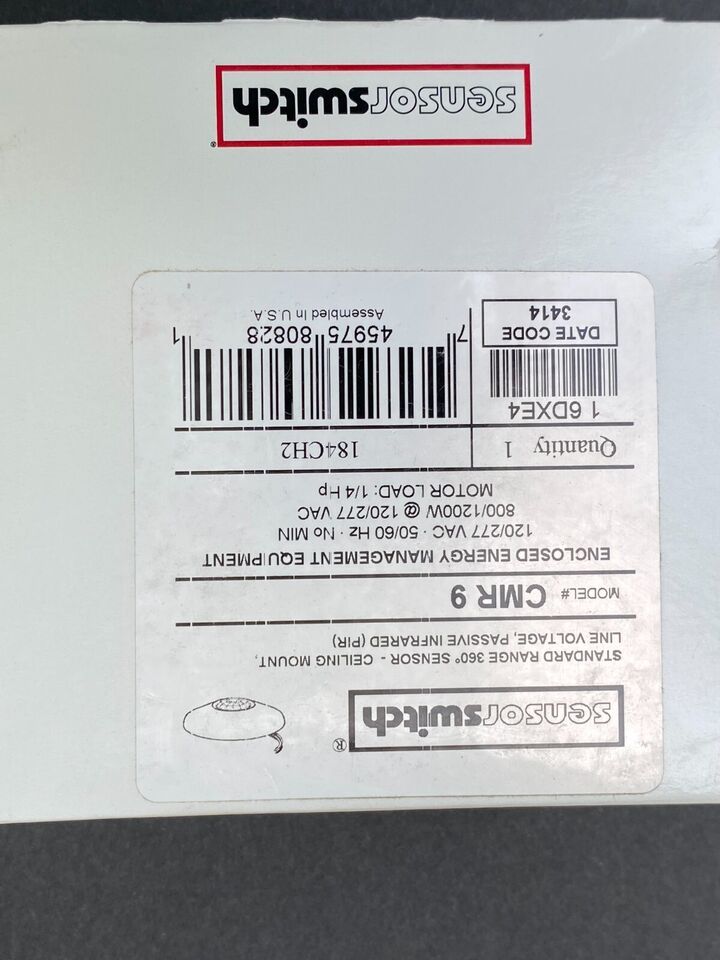 sensorswitch®
sensorswitch®
STANDARD RANGE 360° SENSOR - CEILING MOUNT,
LINE VOLTAGE, PASSIVE INFRARED (PIR)
MODEL# CMR 9
ENCLOSED ENERGY MANAGEMENT EQUIPMENT
120/277 VAC · 50/60 Hz · No MIN
800/1200W @ 120/277 VAC
MOTOR LOAD: 1/4 Hp
Quantity 1 184CH2
1 6DXE4
DATE CODE
3414
7 45975 80828 1
Assembled In U.S.A.